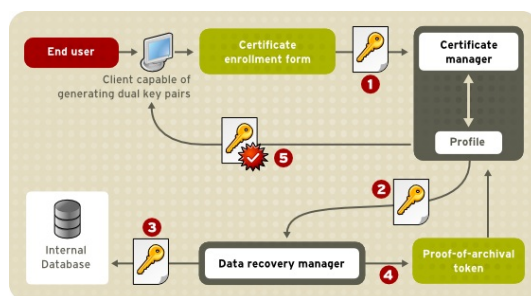 End user
Client capable of
generating dual key pairs
Certificate
enrollment form
1
Certificate
manager
Profile
5
2
3
Internal
Database
Data recovery manager
4
Proof-of-archival
token